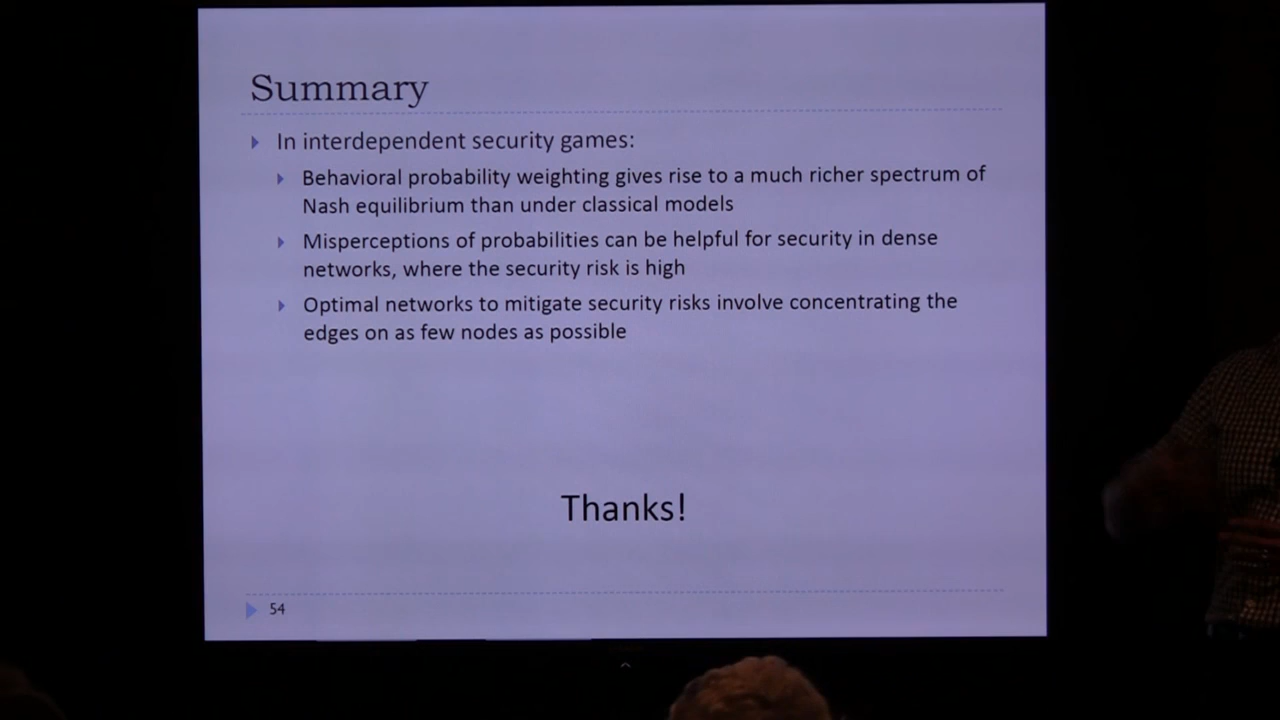 Summary
In interdependent security games:
Behavioral probability weighting gives rise to a much richer spectrum of
Nash equilibrium than under classical models
Misperceptions of probabilities can be helpful for security in dense
networks, where the security risk is high
Optimal networks to mitigate security risks involve concentrating the
edges on as few nodes as possible
Thanks!
54